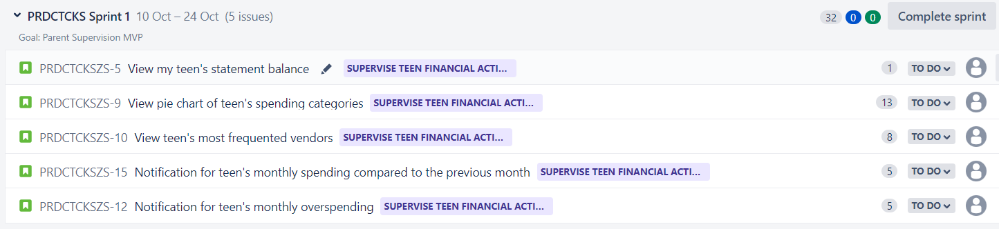 PRDCTCKS Sprint 1 10 Oct – 24 Oct (5 issues) 32 0 0 Complete sprint
Goal: Parent Supervision MVP
PRDCTCKSZS-5 View my teen's statement balance SUPERVISE TEEN FINANCIAL ACTI... 1 TO DO
PRDCTCKSZS-9 View pie chart of teen's spending categories SUPERVISE TEEN FINANCIAL ACTI... 13 TO DO
PRDCTCKSZS-10 View teen's most frequented vendors SUPERVISE TEEN FINANCIAL ACTI... 8 TO DO
PRDCTCKSZS-15 Notification for teen's monthly spending compared to the previous month SUPERVISE TEEN FINANCIAL ACTI... 5 TO DO
PRDCTCKSZS-12 Notification for teen's monthly overspending SUPERVISE TEEN FINANCIAL ACTI... 5 TO DO